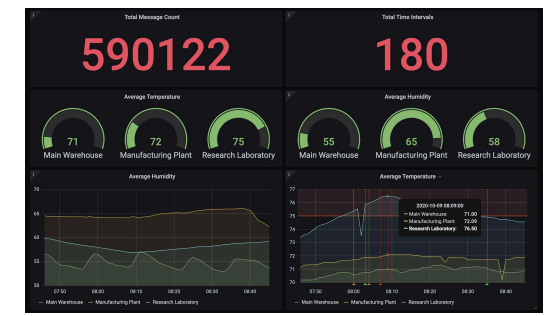 Total Message Count
Total Time Intervals
590122
180
Average Temperature
Average Humidity
71
72
75
55
65
58
Main Warehouse
Manufacturing Plant
Research Laboratory
Main Warehouse
Manufacturing Plant
Research Laboratory
Average Humidity
Average Temperature
70
65
60
55
50
07:50
08:00
08:10
08:20
08:30
08:40
Main Warehouse
Manufacturing Plant
Research Laboratory
77
76
75
74
73
72
71
70
2020-10-09 08:09:00
Main Warehouse: 71.00
Manufacturing Plant: 72.09
Research Laboratory: 76.50
07:50
08:00
08:10
08:20
08:30
08:40
Main Warehouse
Manufacturing Plant
Research Laboratory